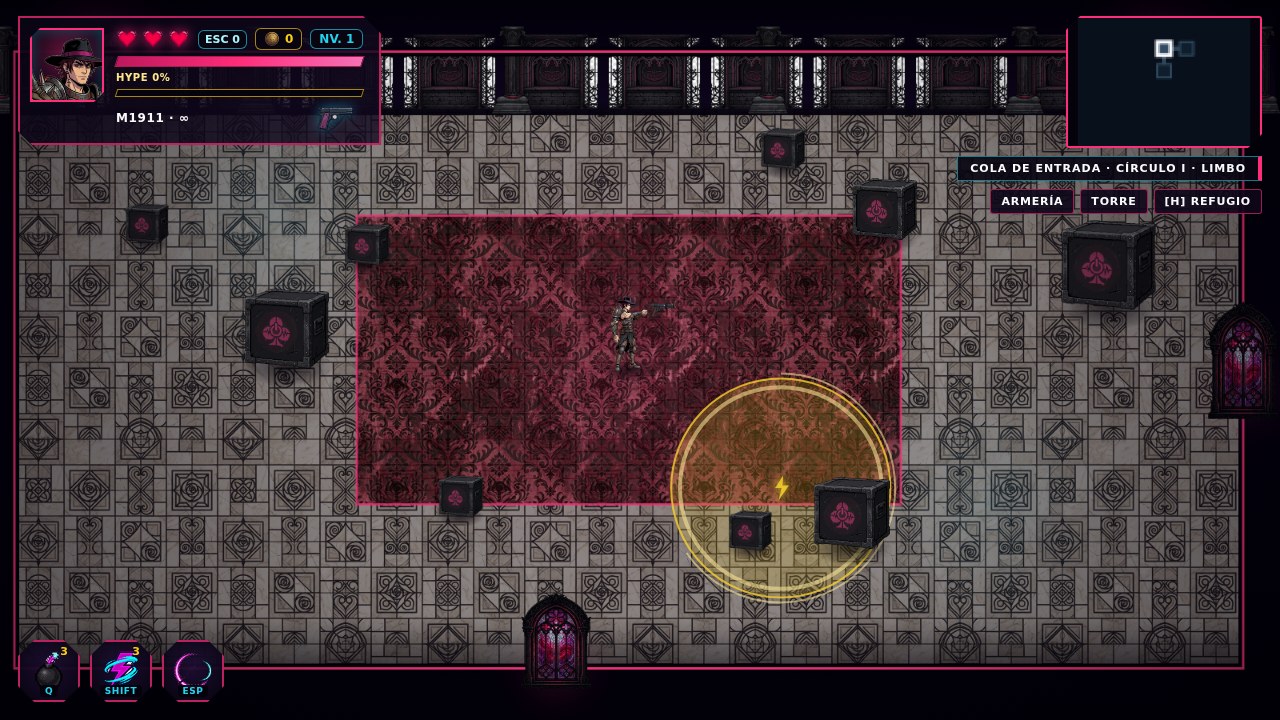 ESC 0
0
NV. 1
HYPE 0%
M1911 · ∞
COLA DE ENTRADA · CÍRCULO I · LIMBO
ARMERÍA
TORRE
[H] REFUGIO
3
Q
3
SHIFT
ESP